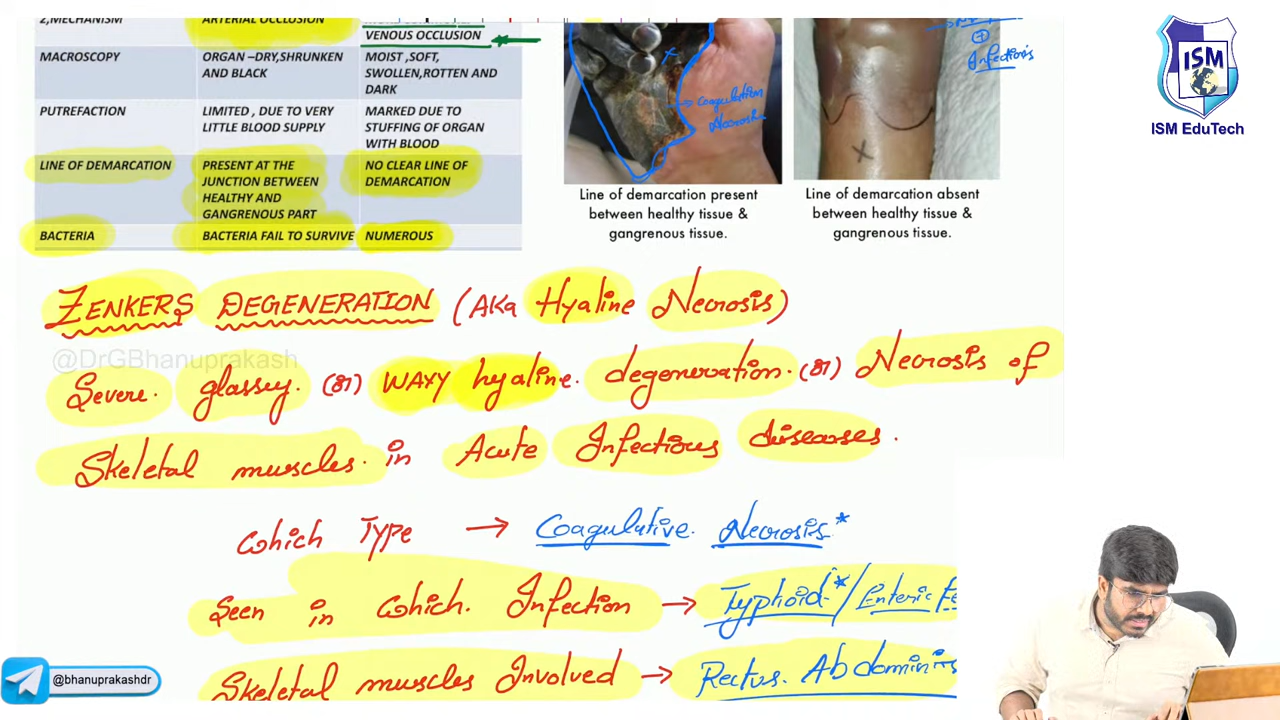 2,MECHANISM ARTERIAL OCCLUSION
VENOUS OCCLUSION
MACROSCOPY ORGAN –DRY,SHRUNKEN AND BLACK MOIST ,SOFT, SWOLLEN,ROTTEN AND DARK
PUTREFACTION LIMITED , DUE TO VERY LITTLE BLOOD SUPPLY MARKED DUE TO STUFFING OF ORGAN WITH BLOOD
LINE OF DEMARCATION PRESENT AT THE JUNCTION BETWEEN HEALTHY AND GANGRENOUS PART NO CLEAR LINE OF DEMARCATION
BACTERIA BACTERIA FAIL TO SURVIVE NUMEROUS
Coagulation
Necrosis
Line of demarcation present
between healthy tissue &
gangrenous tissue.
Infections
Line of demarcation absent
between healthy tissue &
gangrenous tissue.
ISM
ISM EduTech
ZENKERS DEGENERATION (AKa Hyaline Necrosis)
@DrGBhanuprakash
Severe glassy (or) WAXY hyaline degeneration (or) Necrosis of
Skeletal muscles in Acute Infectious diseases.
Which Type → Coagulative Necrosis*
Seen in which Infection → Typhoid*/Enteric
Skeletal muscles Involved → Rectus Abdominis
@bhanuprakashdr